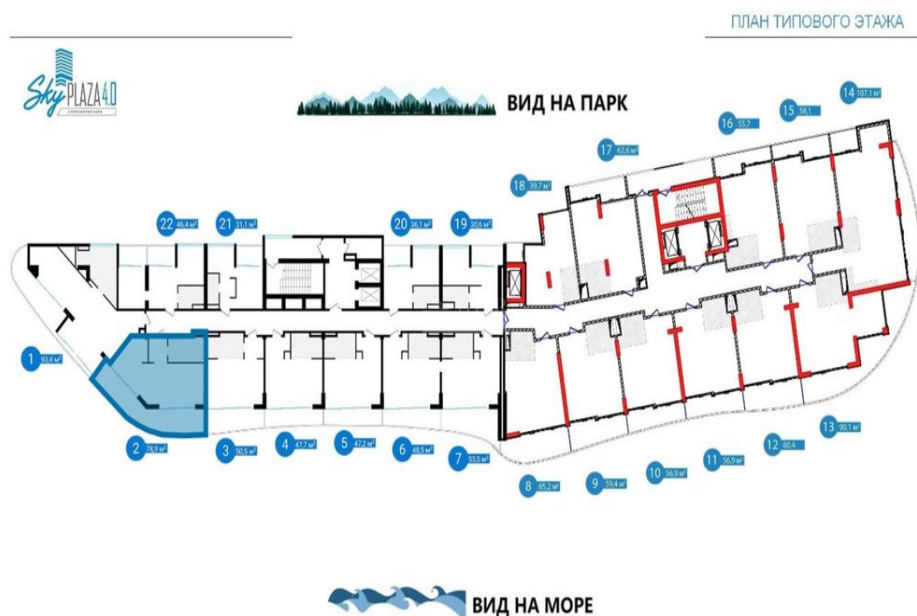 ПЛАН ТИПОВОГО ЭТАЖА
Sky PLAZA 4.0
ВИД НА ПАРК
14 107,1 м²
15 58,1
16 55,7
17 62,6 м²
18 39,7 м²
22 46,4 м²
21 31,1 м²
20 36,1 м²
19 30,6 м²
1 93,4 м²
2 78,9 м²
3 50,5 м²
4 47,7 м²
5 47,2 м²
6 48,5 м²
7 53,0 м²
8 65,2 м²
9 59,4 м²
10 56,9 м²
11 56,9 м²
12 60,4
13 90,1 м²
ВИД НА МОРЕ